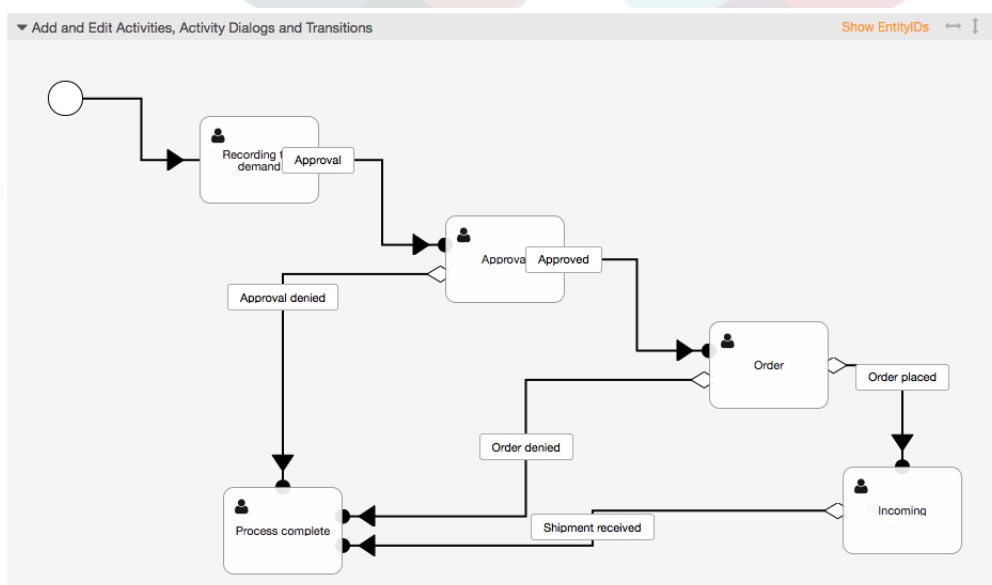 Add and Edit Activities, Activity Dialogs and Transitions
Show EntityIDs
Recording
demand
Approval
Approva
Approved
Approval denied
Order
Order placed
Order denied
Incoming
Shipment received
Process complete